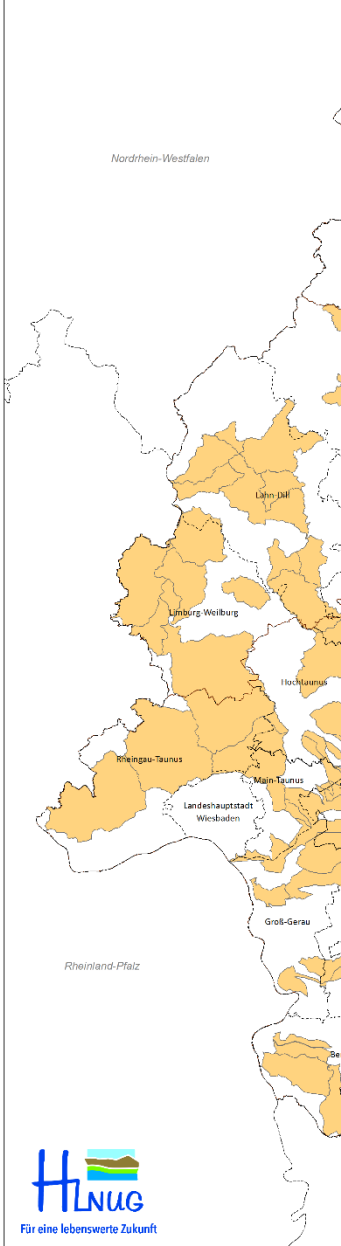 Nordrhein-Westfalen
Lahn-Dill
Limburg-Weilburg
Hochtaunus
Rheingau-Taunus
Main-Taunus
Landeshauptstadt
Wiesbaden
Groß-Gerau
Rheinland-Pfalz
Be
HLNUG
Für eine lebenswerte Zukunft